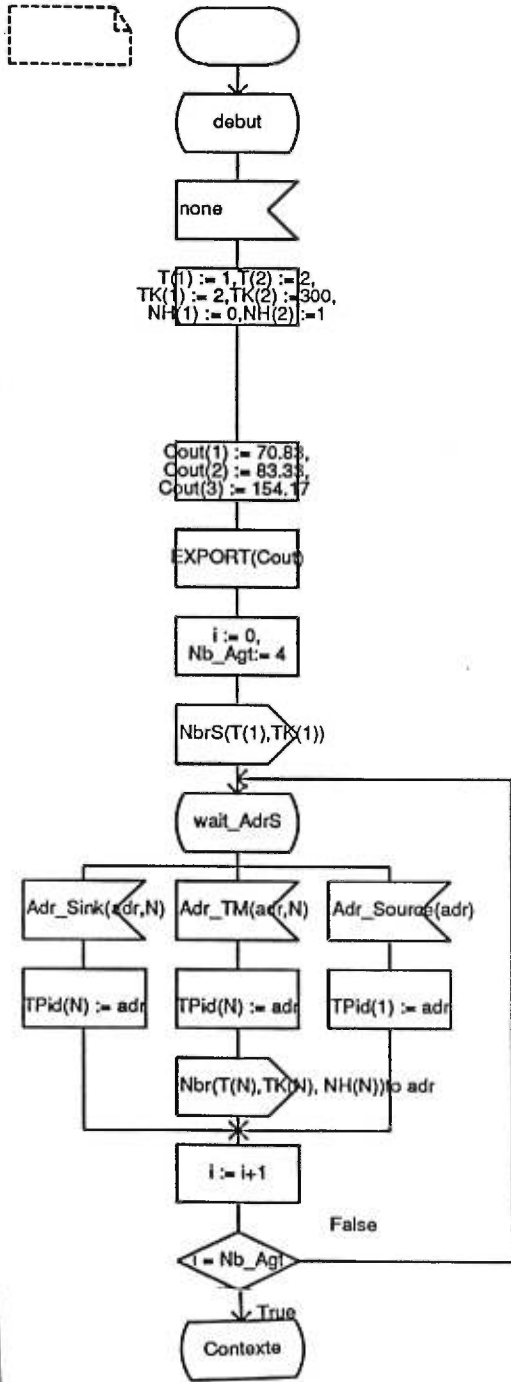 debut
none
T(1) := 1,T(2) := 2,
TK(1) := 2,TK(2) :=300,
NH(1) := 0,NH(2) :=1
Cout(1) := 70.83,
Cout(2) := 83.33,
Cout(3) := 154.17
EXPORT(Cout)
i := 0,
Nb_Agt:= 4
NbrS(T(1),TK(1))
wait_AdrS
Adr_Sink(adr,N)
Adr_TM(adr,N)
Adr_Source(adr)
TPid(N) := adr
TPid(N) := adr
TPid(1) := adr
Nbr(T(N),TK(N), NH(N))to adr
i := i+1
False
i = Nb_Agt
True
Contexte